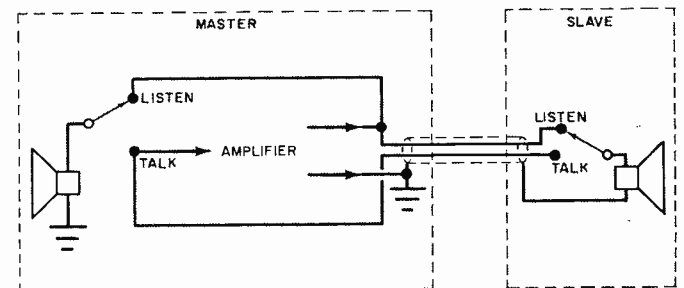 MASTER
SLAVE
LISTEN
TALK
AMPLIFIER
LISTEN
TALK